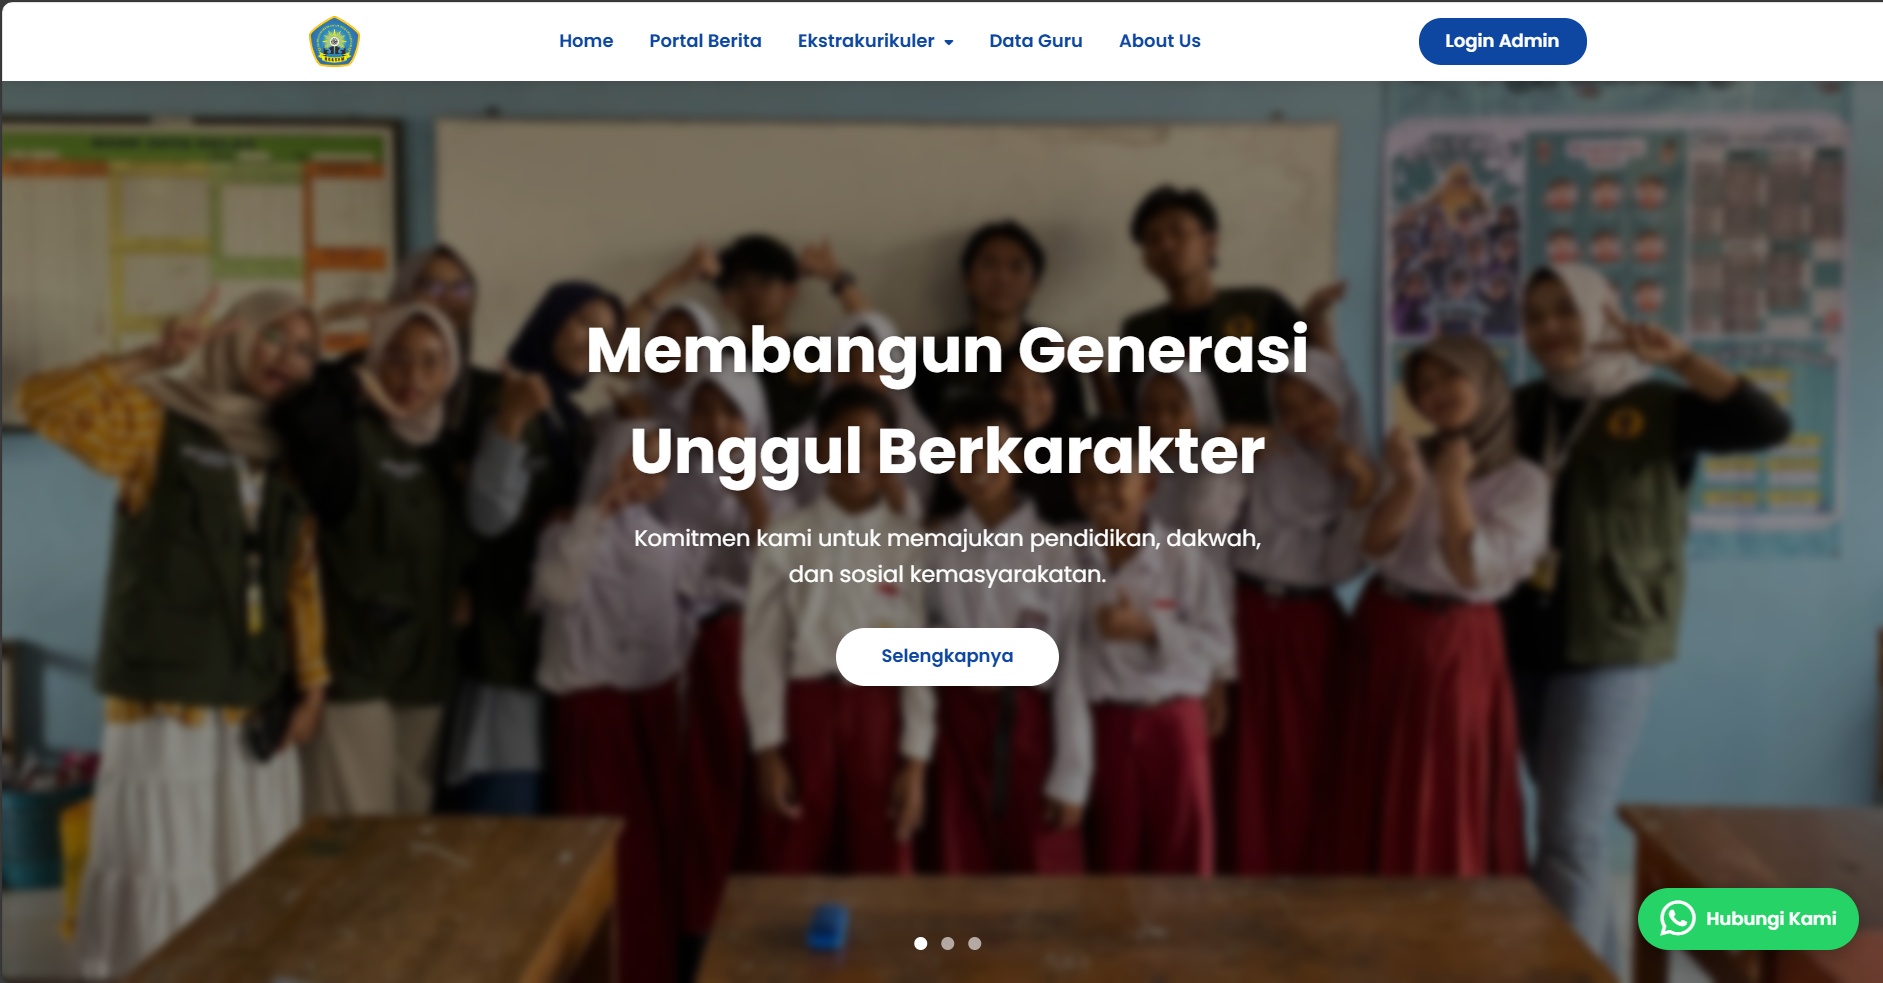 Home
Portal Berita
Ekstrakurikuler
Data Guru
About Us
Login Admin
Membangun Generasi
Unggul Berkarakter
Komitmen kami untuk memajukan pendidikan, dakwah,
dan sosial kemasyarakatan.
Selengkapnya
Hubungi Kami